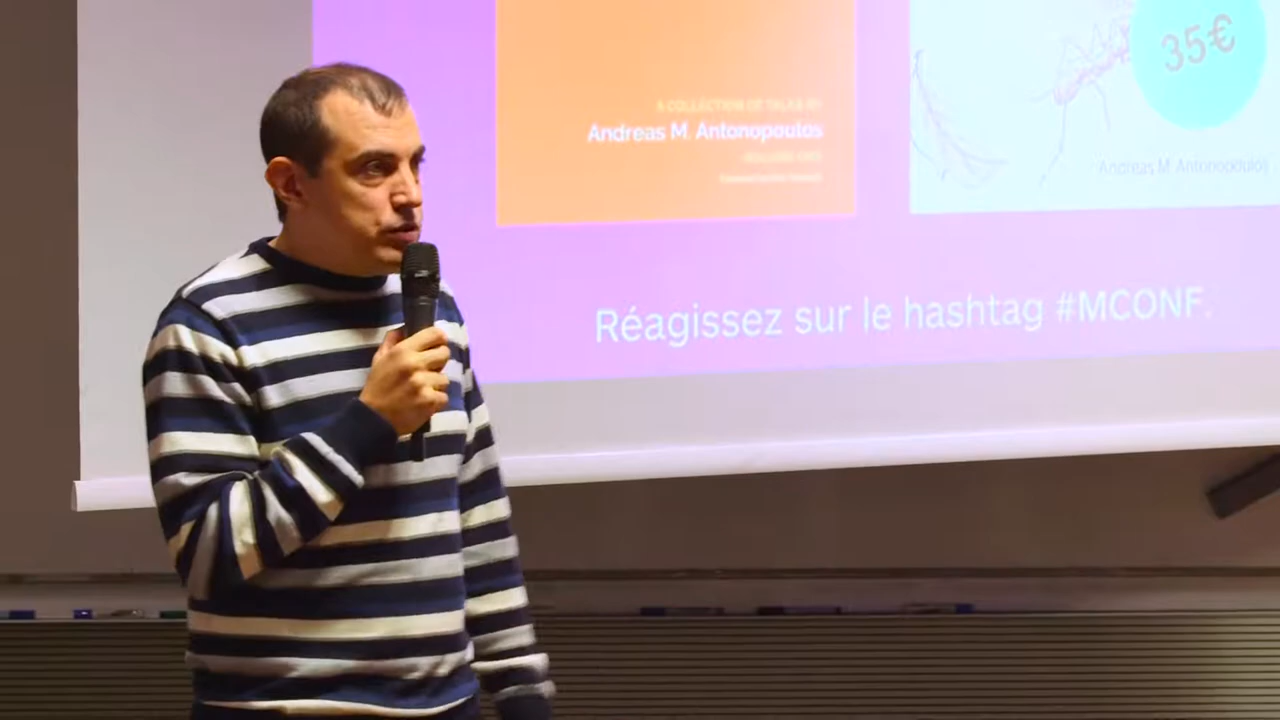 A COLLECTION OF TALKS BY
Andreas M. Antonopoulos
35€
Andreas M. Antonopoulos
Réagissez sur le hashtag #MCONF.